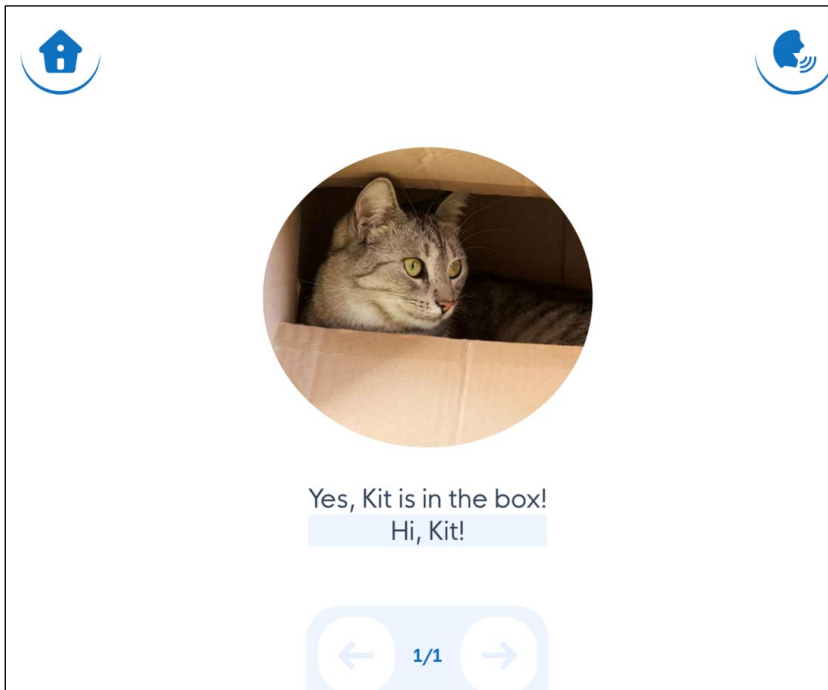 Yes, Kit is in the box!
Hi, Kit!
1/1